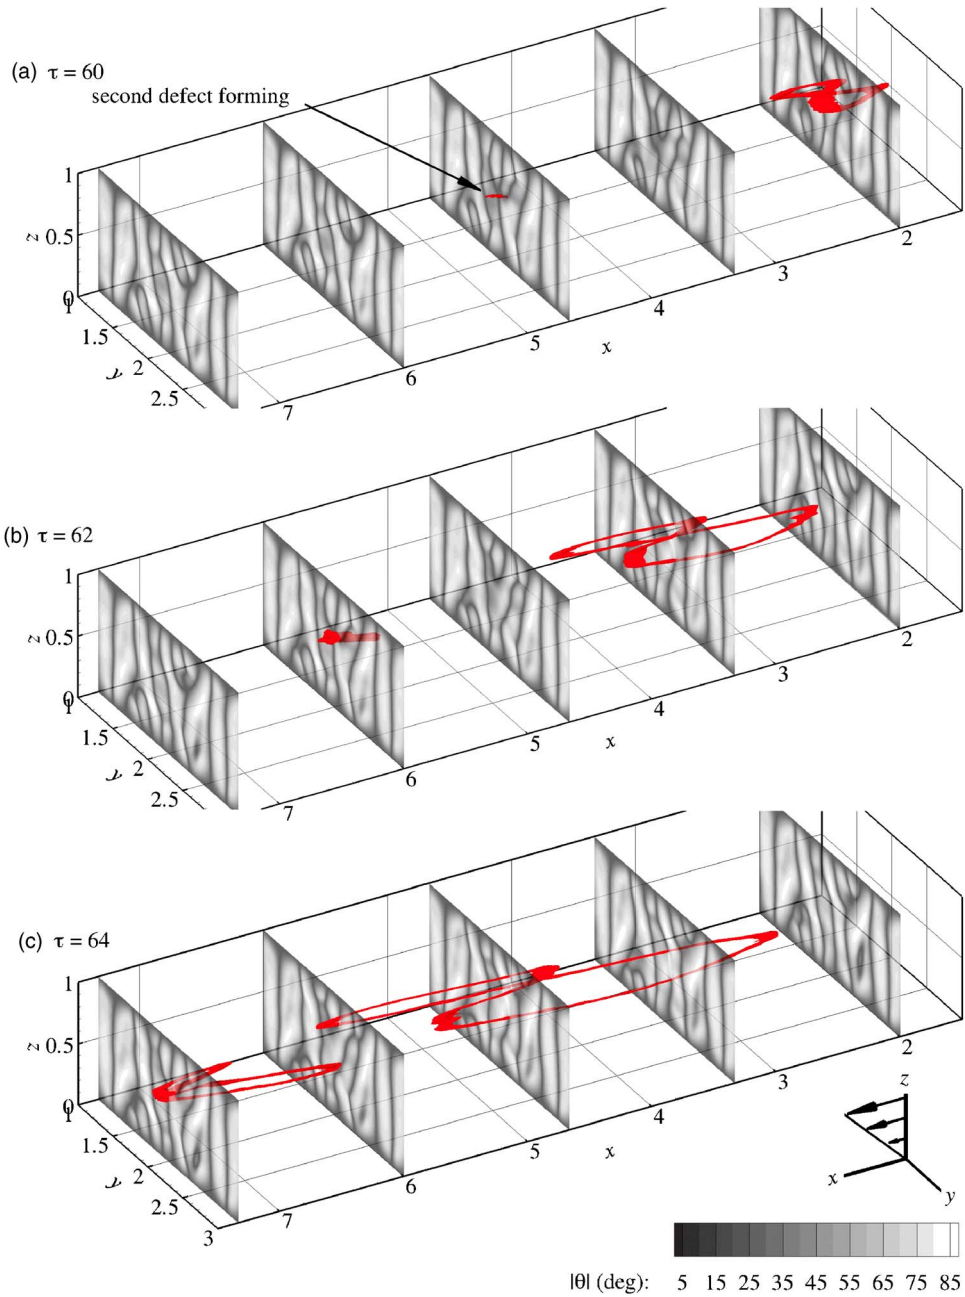 (a) τ = 60
second defect forming
1
0.5
z
0
1
1.5
2
2.5
y
7
6
5
x
4
3
2
(b) τ = 62
1
0.5
z
0
1
1.5
2
2.5
y
7
6
5
x
4
3
2
(c) τ = 64
1
0.5
z
0
1
1.5
2
2.5
3
y
7
6
5
x
4
3
2
z
x
y
|θ| (deg): 5 15 25 35 45 55 65 75 85